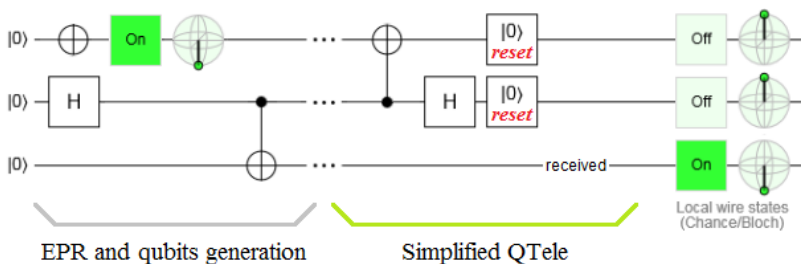 |0⟩ On ... |0⟩ Off
reset
|0⟩ H ... H |0⟩ Off
reset
|0⟩ ... received On
Local wire states
(Chance/Bloch)
EPR and qubits generation Simplified QTele